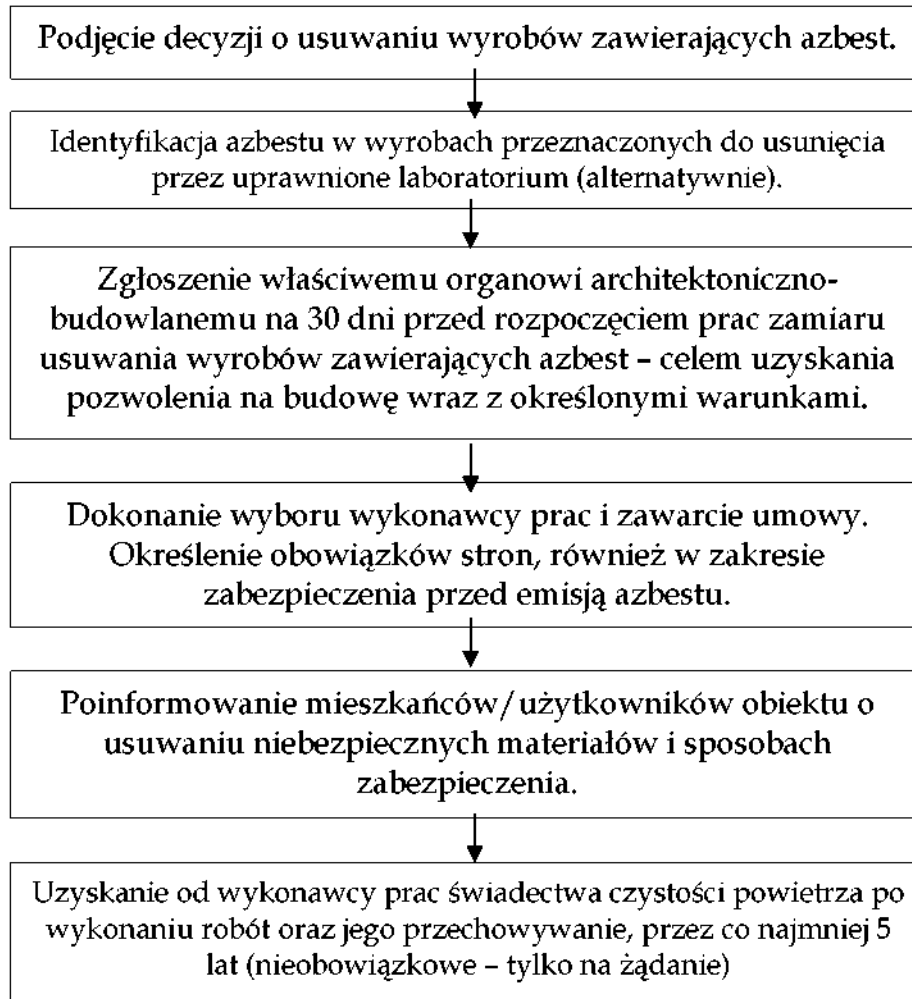 Podjęcie decyzji o usuwaniu wyrobów zawierających azbest.
Identyfikacja azbestu w wyrobach przeznaczonych do usunięcia
przez uprawnione laboratorium (alternatywnie).
Zgłoszenie właściwemu organowi architektoniczno-
budowlanemu na 30 dni przed rozpoczęciem prac zamiaru
usuwania wyrobów zawierających azbest – celem uzyskania
pozwolenia na budowę wraz z określonymi warunkami.
Dokonanie wyboru wykonawcy prac i zawarcie umowy.
Określenie obowiązków stron, również w zakresie
zabezpieczenia przed emisją azbestu.
Poinformowanie mieszkańców/użytkowników obiektu o
usuwaniu niebezpiecznych materiałów i sposobach
zabezpieczenia.
Uzyskanie od wykonawcy prac świadectwa czystości powietrza po
wykonaniu robót oraz jego przechowywanie, przez co najmniej 5
lat (nieobowiązkowe – tylko na żądanie)